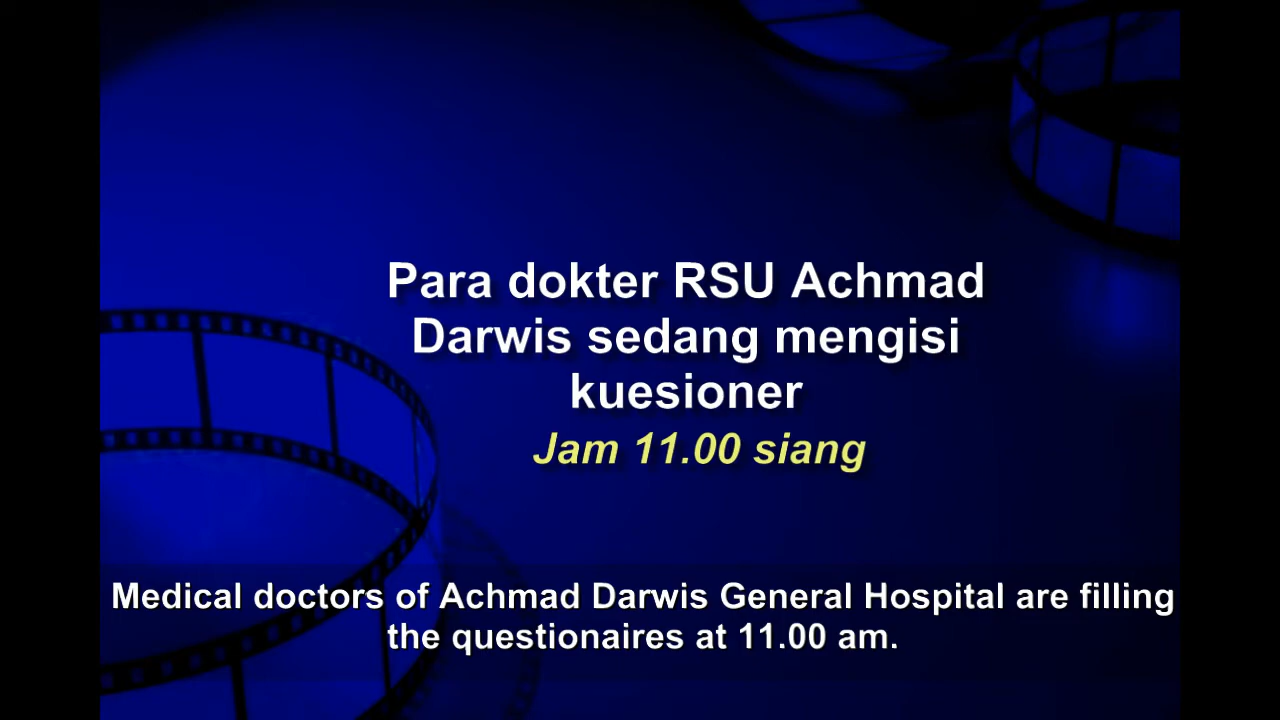 Para dokter RSU Achmad
Darwis sedang mengisi
kuesioner
Jam 11.00 siang
Medical doctors of Achmad Darwis General Hospital are filling
the questionaires at 11.00 am.